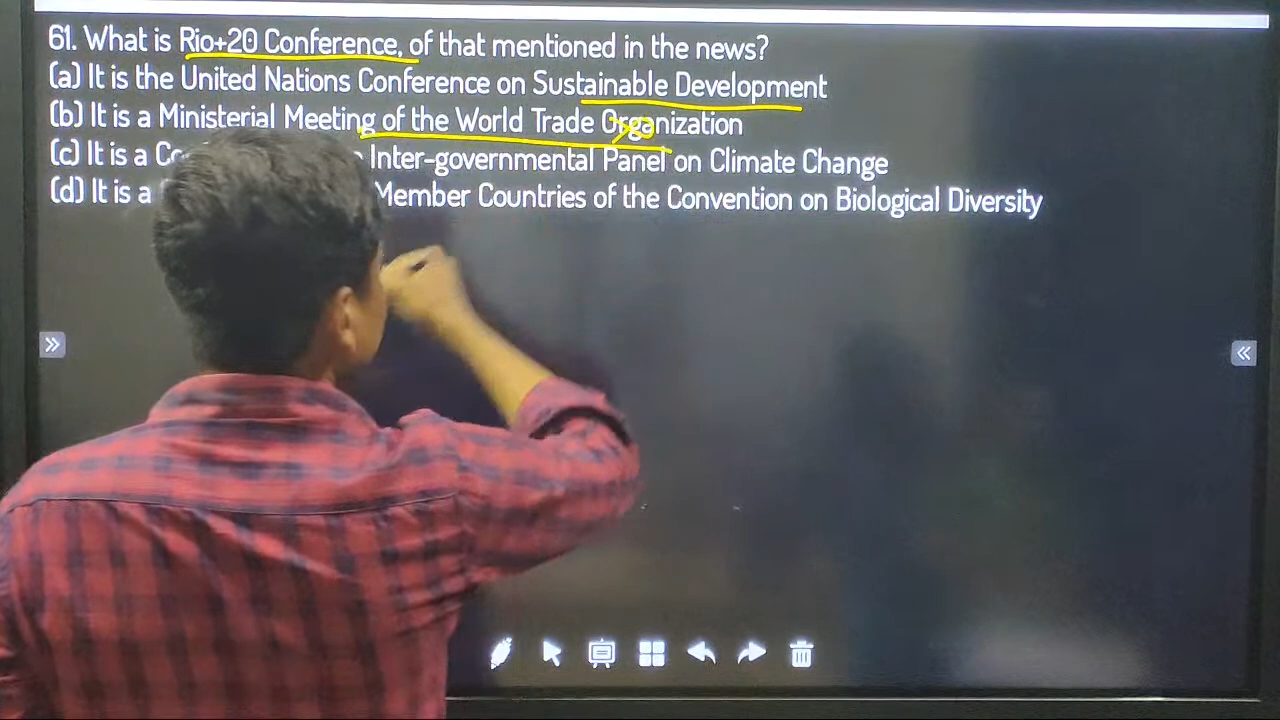 61. What is Rio+20 Conference, of that mentioned in the news?
(a) It is the United Nations Conference on Sustainable Development
(b) It is a Ministerial Meeting of the World Trade Organization
(c) It is a Inter-governmental Panel on Climate Change
(d) It is a Member Countries of the Convention on Biological Diversity